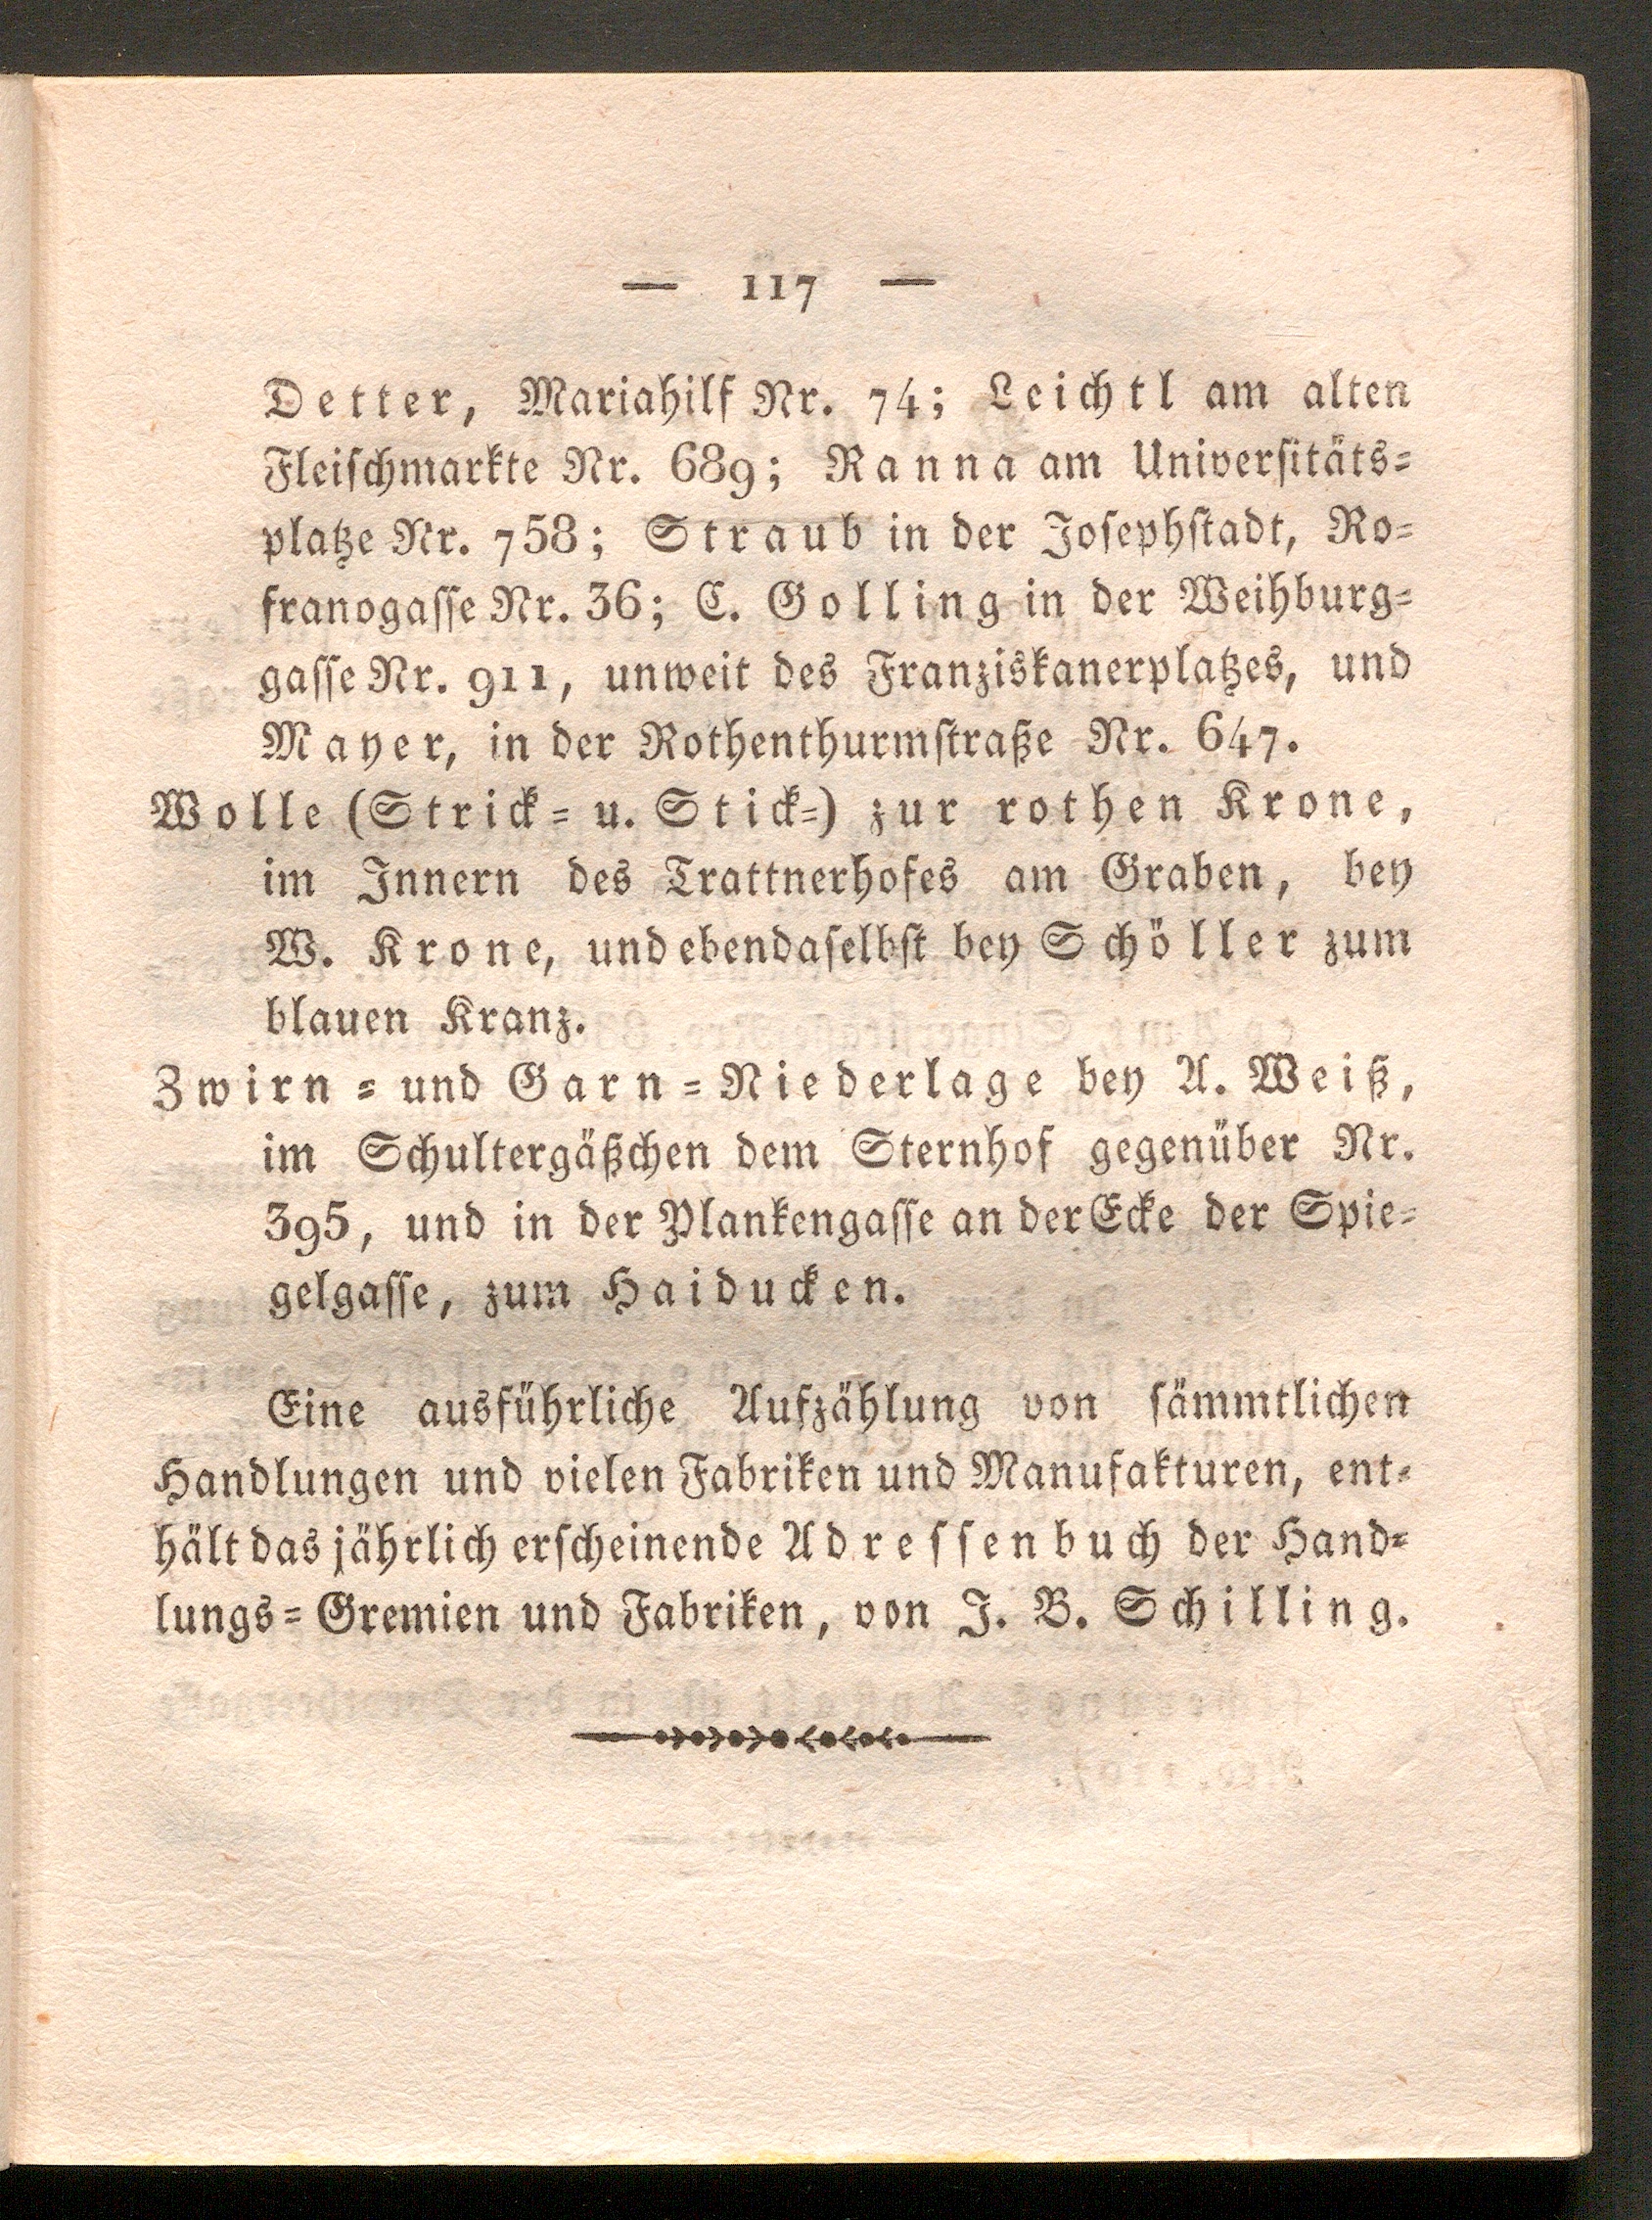 — 117 —
Detter, Mariahilf Nr. 74; Leichtl am alten
Fleischmarkte Nr. 689; Ranna am Universitäts-
platze Nr. 758; Straub in der Josephstadt, Ro-
franogasse Nr. 36; C. Golling in der Weihburg-
gasse Nr. 911, unweit des Franziskanerplatzes, und
Mayer, in der Rothenthurmstraße Nr. 647.
Wolle (Strick- u. Stick-) zur rothen Krone,
im Innern des Trattnerhofes am Graben, bey
W. Krone, und ebendaselbst bey Schöller zum
blauen Kranz.
Zwirn- und Garn-Niederlage bey A. Weiß,
im Schultergäßchen dem Sternhof gegenüber Nr.
395, und in der Plankengasse an der Ecke der Spie-
gelgasse, zum Haiducken.
Eine ausführliche Aufzählung von sämmtlichen
Handlungen und vielen Fabriken und Manufakturen, ent-
hält das jährlich erscheinende Adressenbuch der Hand-
lungs-Gremien und Fabriken, von J. B. Schilling.